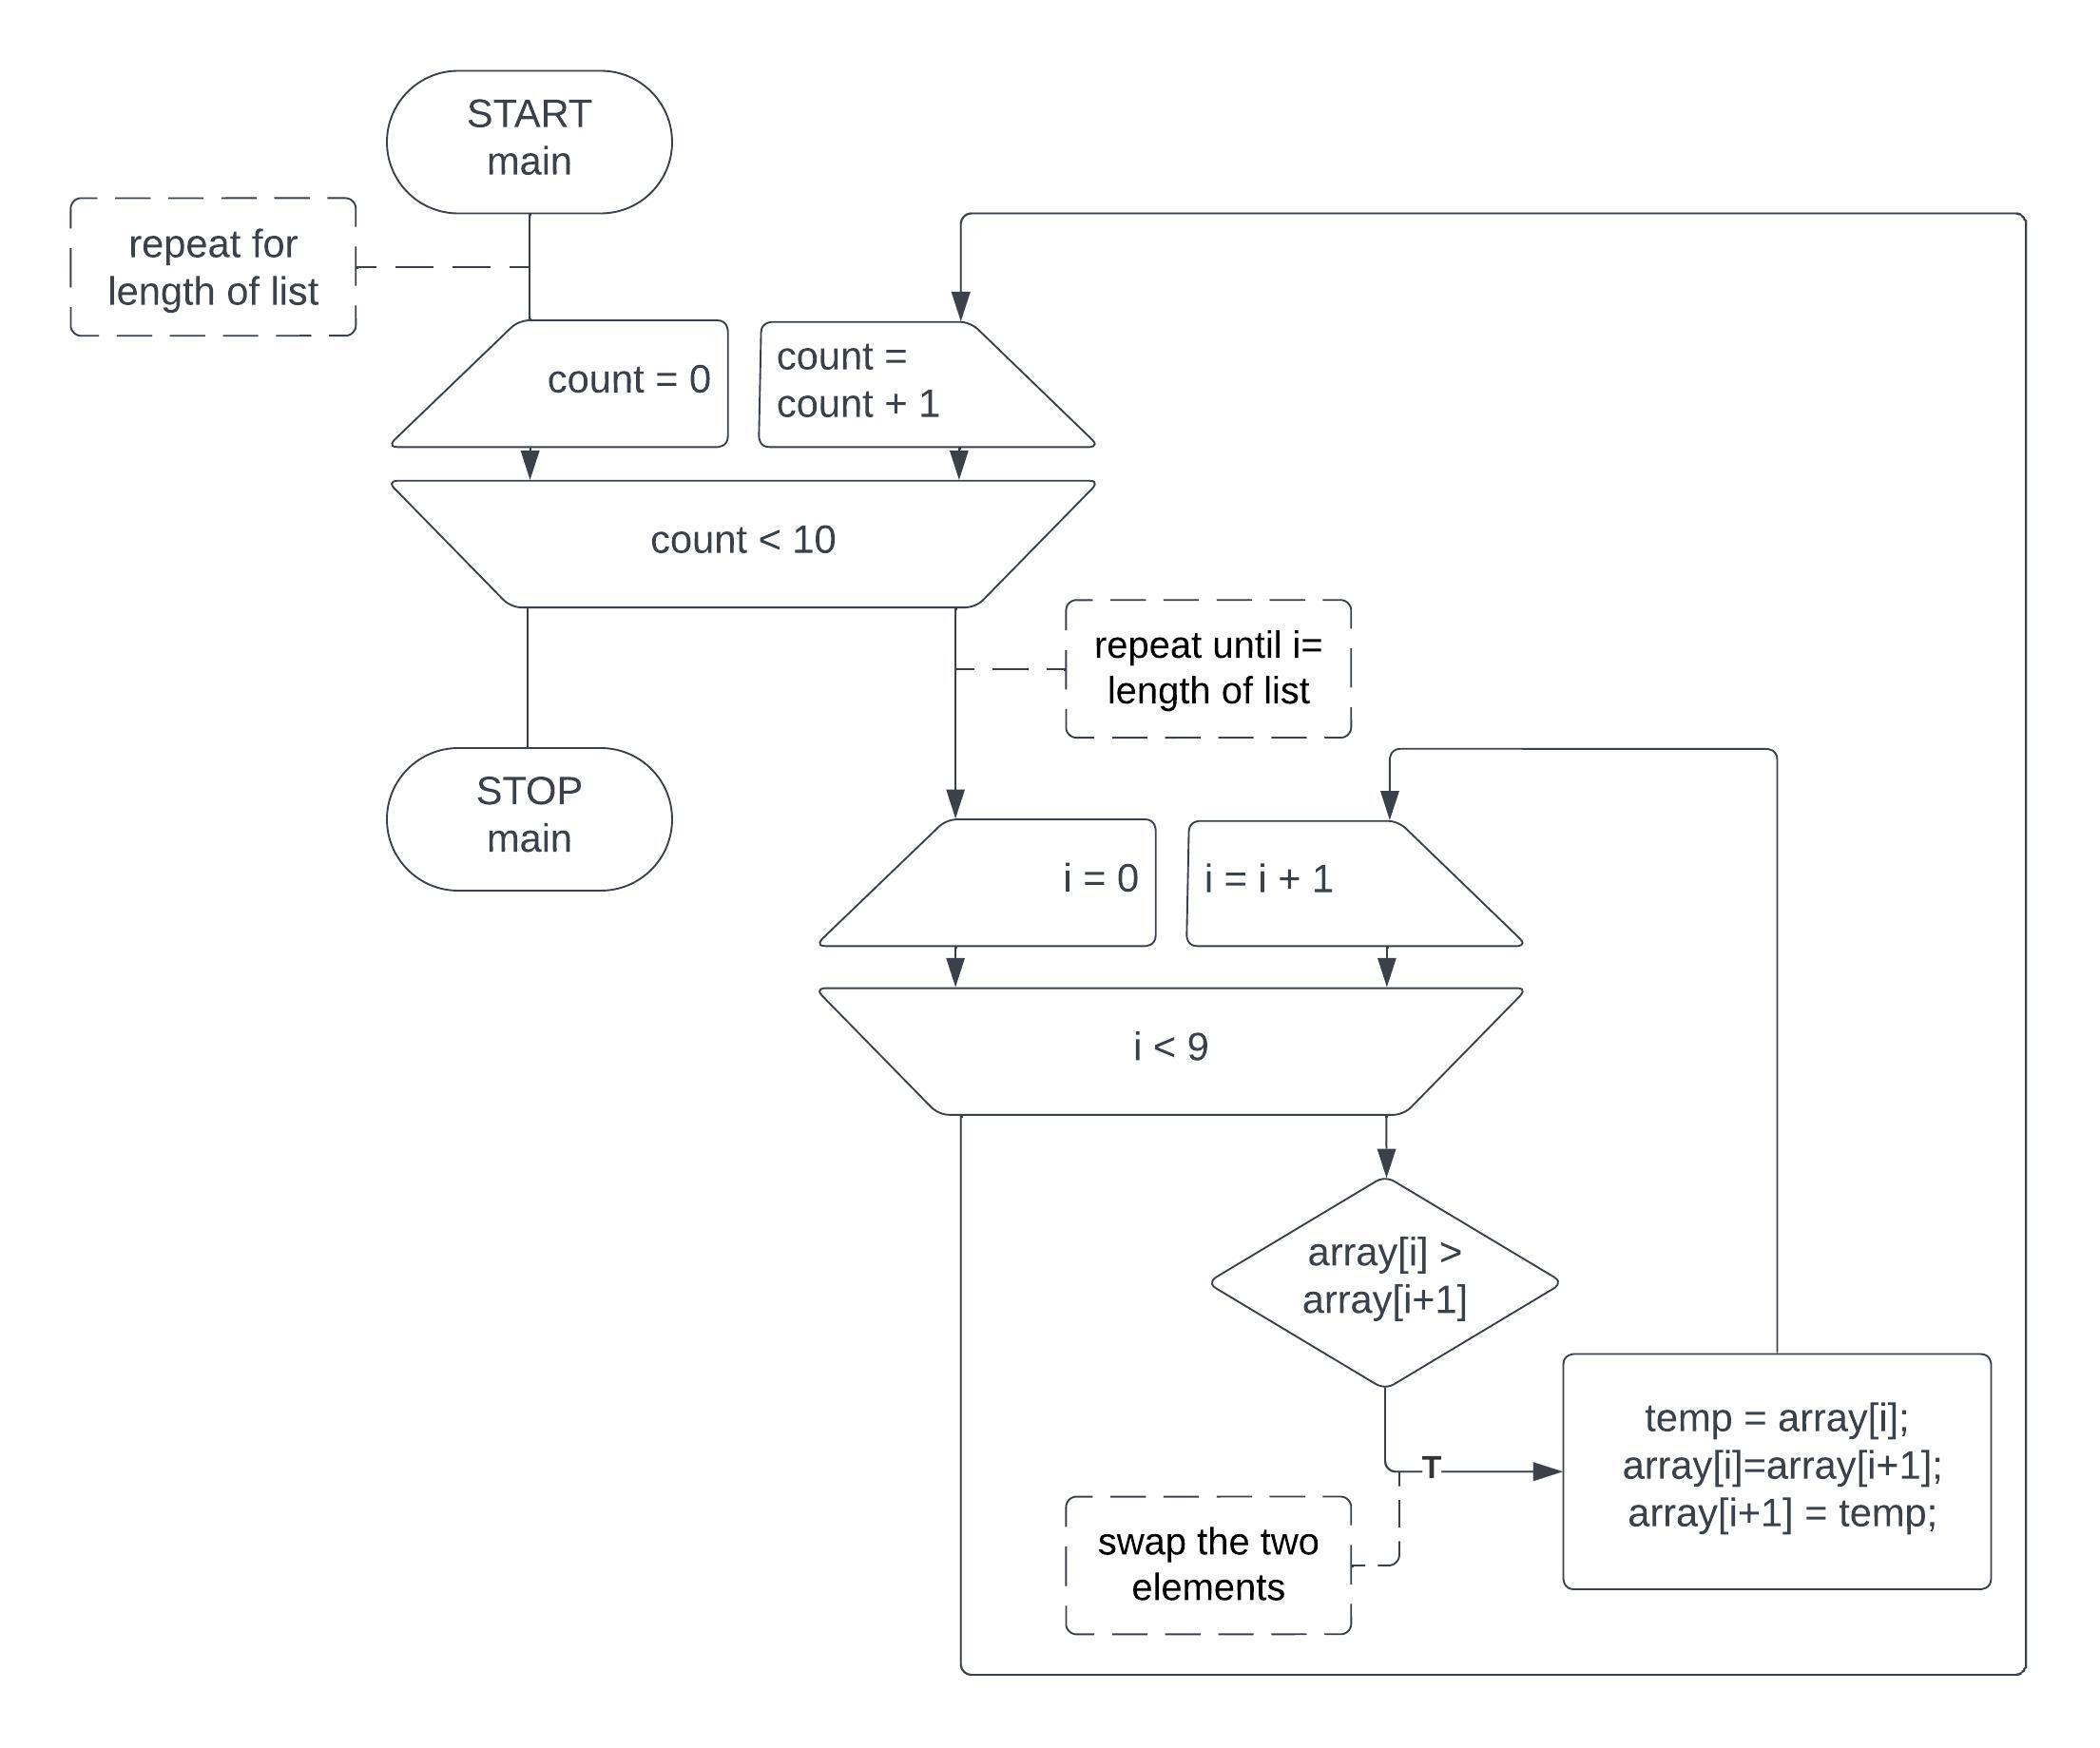 START
main
repeat for
length of list
count = 0
count =
count + 1
count < 10
repeat until i=
length of list
STOP
main
i = 0
i = i + 1
i < 9
array[i] >
array[i+1]
T
temp = array[i];
array[i]=array[i+1];
array[i+1] = temp;
swap the two
elements